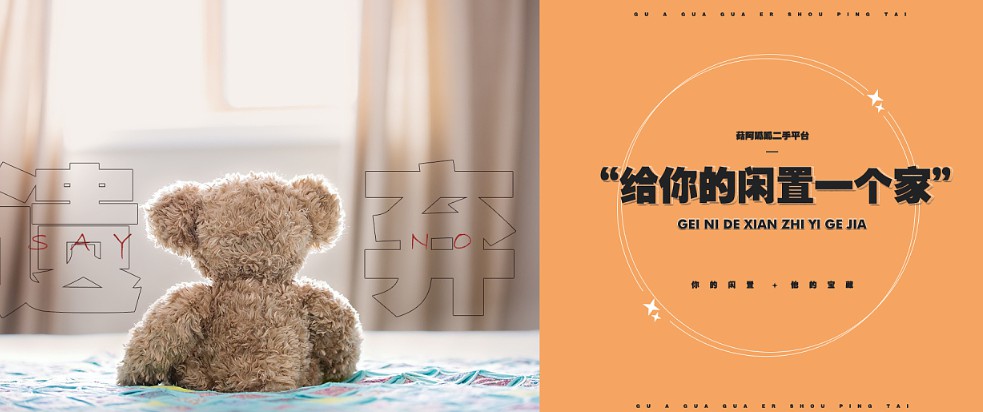 遗弃
SAY NO
GU A GUA GUA ER SHOU PING TAI
菇阿呱呱二手平台
“给你的闲置一个家”
GEI NI DE XIAN ZHI YI GE JIA
你的闲置 + 他的宝藏
GU A GUA GUA ER SHOU PING TAI